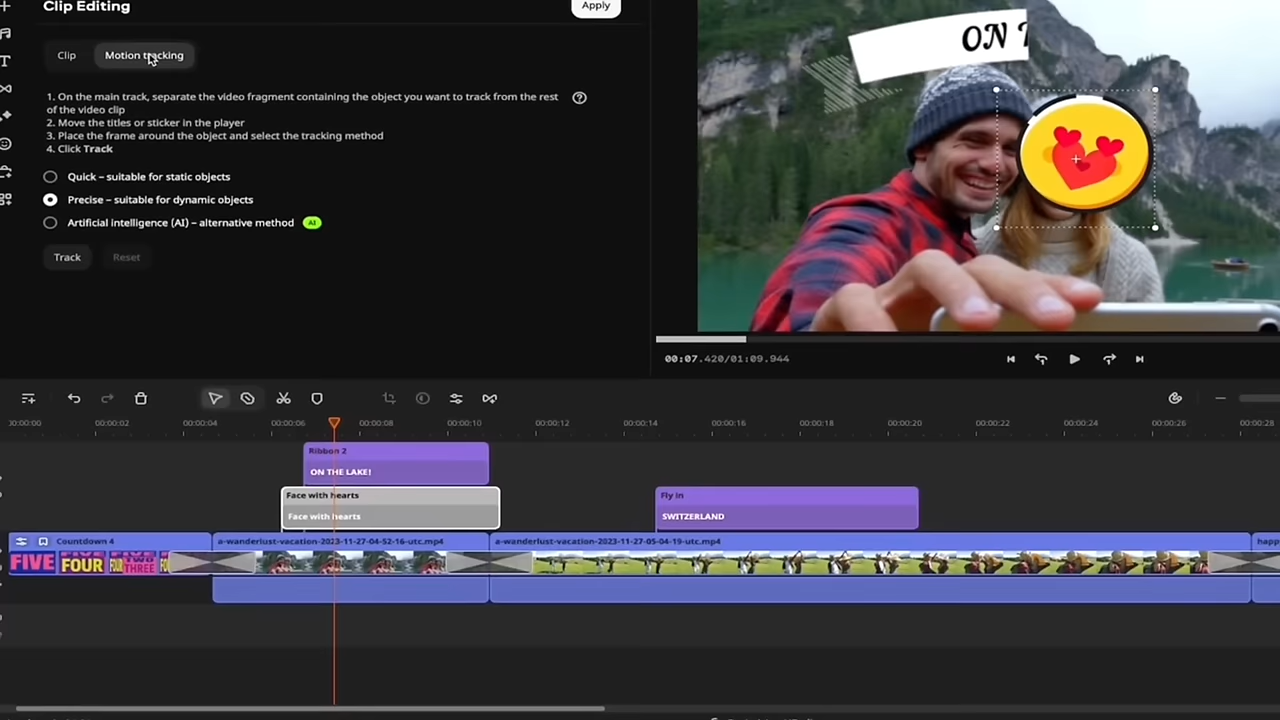 Clip Editing
Apply
Clip
Motion tracking
1. On the main track, separate the video fragment containing the object you want to track from the rest
of the video clip
2. Move the titles or sticker in the player
3. Place the frame around the object and select the tracking method
4. Click Track
Quick – suitable for static objects
Precise – suitable for dynamic objects
Artificial intelligence (AI) – alternative method
AI
Track
Reset
ON T
00:07.420/01:09.944
00:00:00
00:00:02
00:00:04
00:00:06
00:00:08
00:00:10
00:00:12
00:00:14
00:00:16
00:00:18
00:00:20
00:00:22
00:00:24
00:00:26
00:00:28
Ribbon 2
ON THE LAKE!
Face with hearts
Face with hearts
Fly in
SWITZERLAND
Countdown 4
a-wanderlust-vacation-2023-11-27-04-52-16-utc.mp4
a-wanderlust-vacation-2023-11-27-05-04-19-utc.mp4
happ
FIVE
FIVE
FOUR
FOUR
TWO
THREE